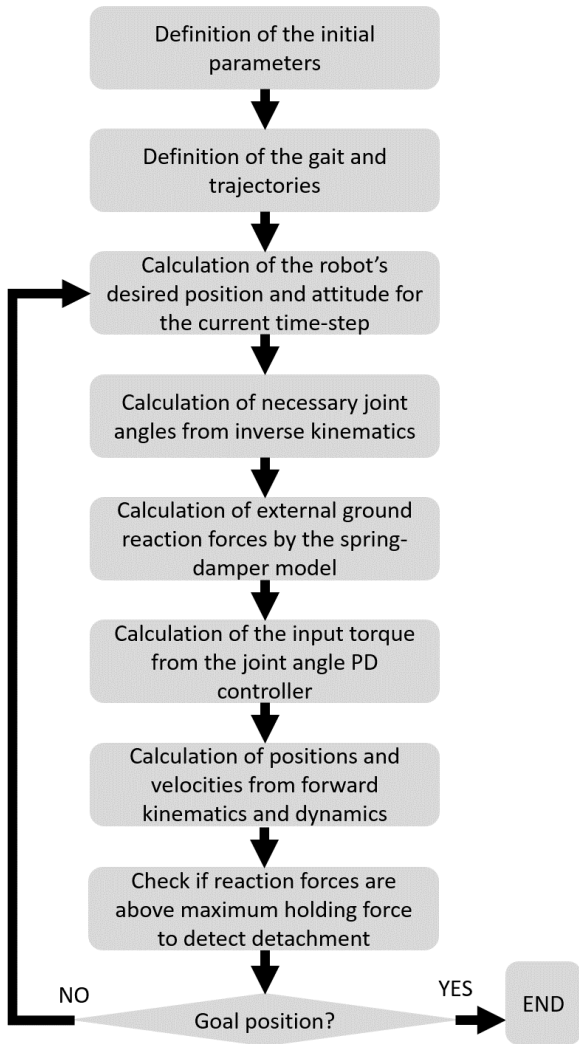 Definition of the initial
parameters
Definition of the gait and
trajectories
Calculation of the robot's
desired position and attitude for
the current time-step
Calculation of necessary joint
angles from inverse kinematics
Calculation of external ground
reaction forces by the spring-
damper model
Calculation of the input torque
from the joint angle PD
controller
Calculation of positions and
velocities from forward
kinematics and dynamics
Check if reaction forces are
above maximum holding force
to detect detachment
NO
YES
Goal position?
END